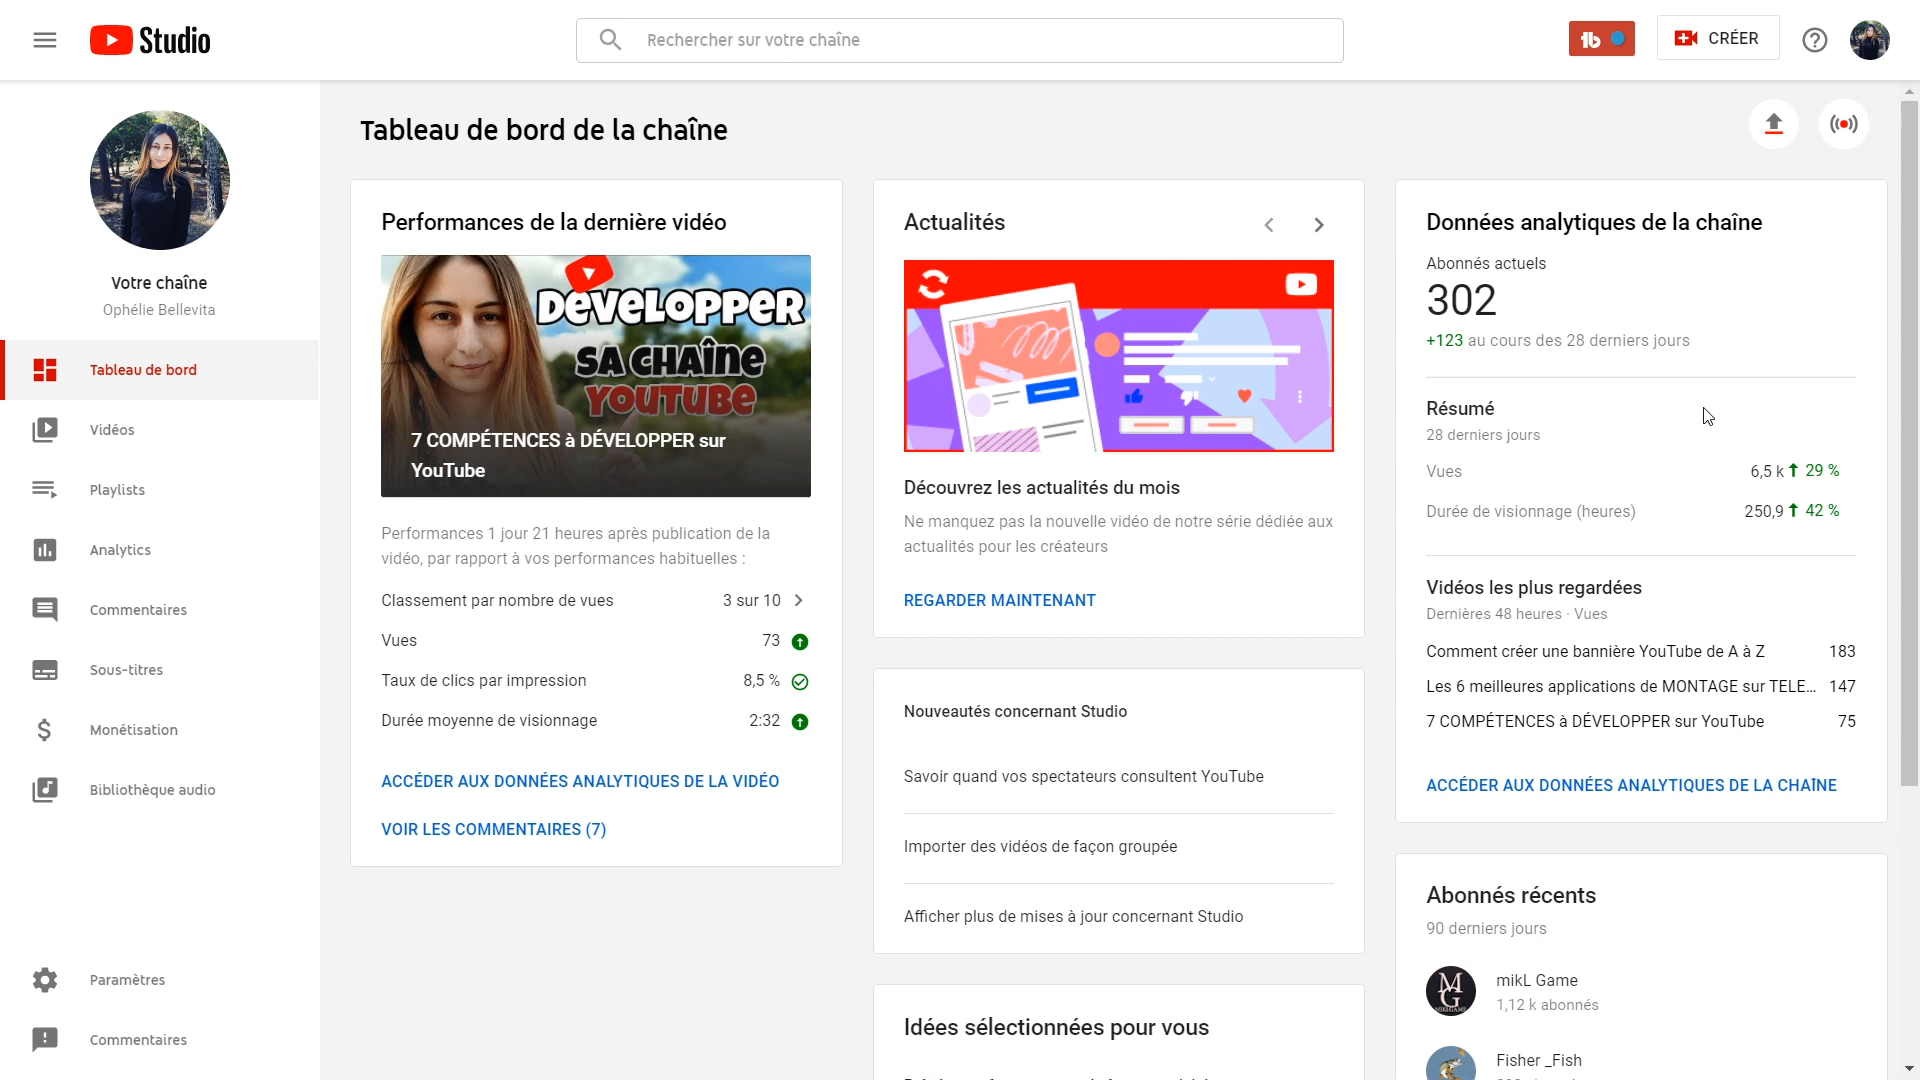 Studio
Rechercher sur votre chaîne
CRÉER
Votre chaîne
Ophélie Bellevita
Tableau de bord
Vidéos
Playlists
Analytics
Commentaires
Sous-titres
Monétisation
Bibliothèque audio
Paramètres
Commentaires
Tableau de bord de la chaîne
Performances de la dernière vidéo
DéVELOPPER
SA CHAÎNE
YOUTUBE
7 COMPÉTENCES à DÉVELOPPER sur
YouTube
Performances 1 jour 21 heures après publication de la
vidéo, par rapport à vos performances habituelles :
Classement par nombre de vues 3 sur 10
Vues 73
Taux de clics par impression 8,5 %
Durée moyenne de visionnage 2:32
ACCÉDER AUX DONNÉES ANALYTIQUES DE LA VIDÉO
VOIR LES COMMENTAIRES (7)
Actualités
Découvrez les actualités du mois
Ne manquez pas la nouvelle vidéo de notre série dédiée aux
actualités pour les créateurs
REGARDER MAINTENANT
Nouveautés concernant Studio
Savoir quand vos spectateurs consultent YouTube
Importer des vidéos de façon groupée
Afficher plus de mises à jour concernant Studio
Idées sélectionnées pour vous
Données analytiques de la chaîne
Abonnés actuels
302
+123 au cours des 28 derniers jours
Résumé
28 derniers jours
Vues 6,5 k 29 %
Durée de visionnage (heures) 250,9 42 %
Vidéos les plus regardées
Dernières 48 heures · Vues
Comment créer une bannière YouTube de A à Z 183
Les 6 meilleures applications de MONTAGE sur TELE... 147
7 COMPÉTENCES à DÉVELOPPER sur YouTube 75
ACCÉDER AUX DONNÉES ANALYTIQUES DE LA CHAÎNE
Abonnés récents
90 derniers jours
MG
mikL Game
1,12 k abonnés
Fisher _Fish